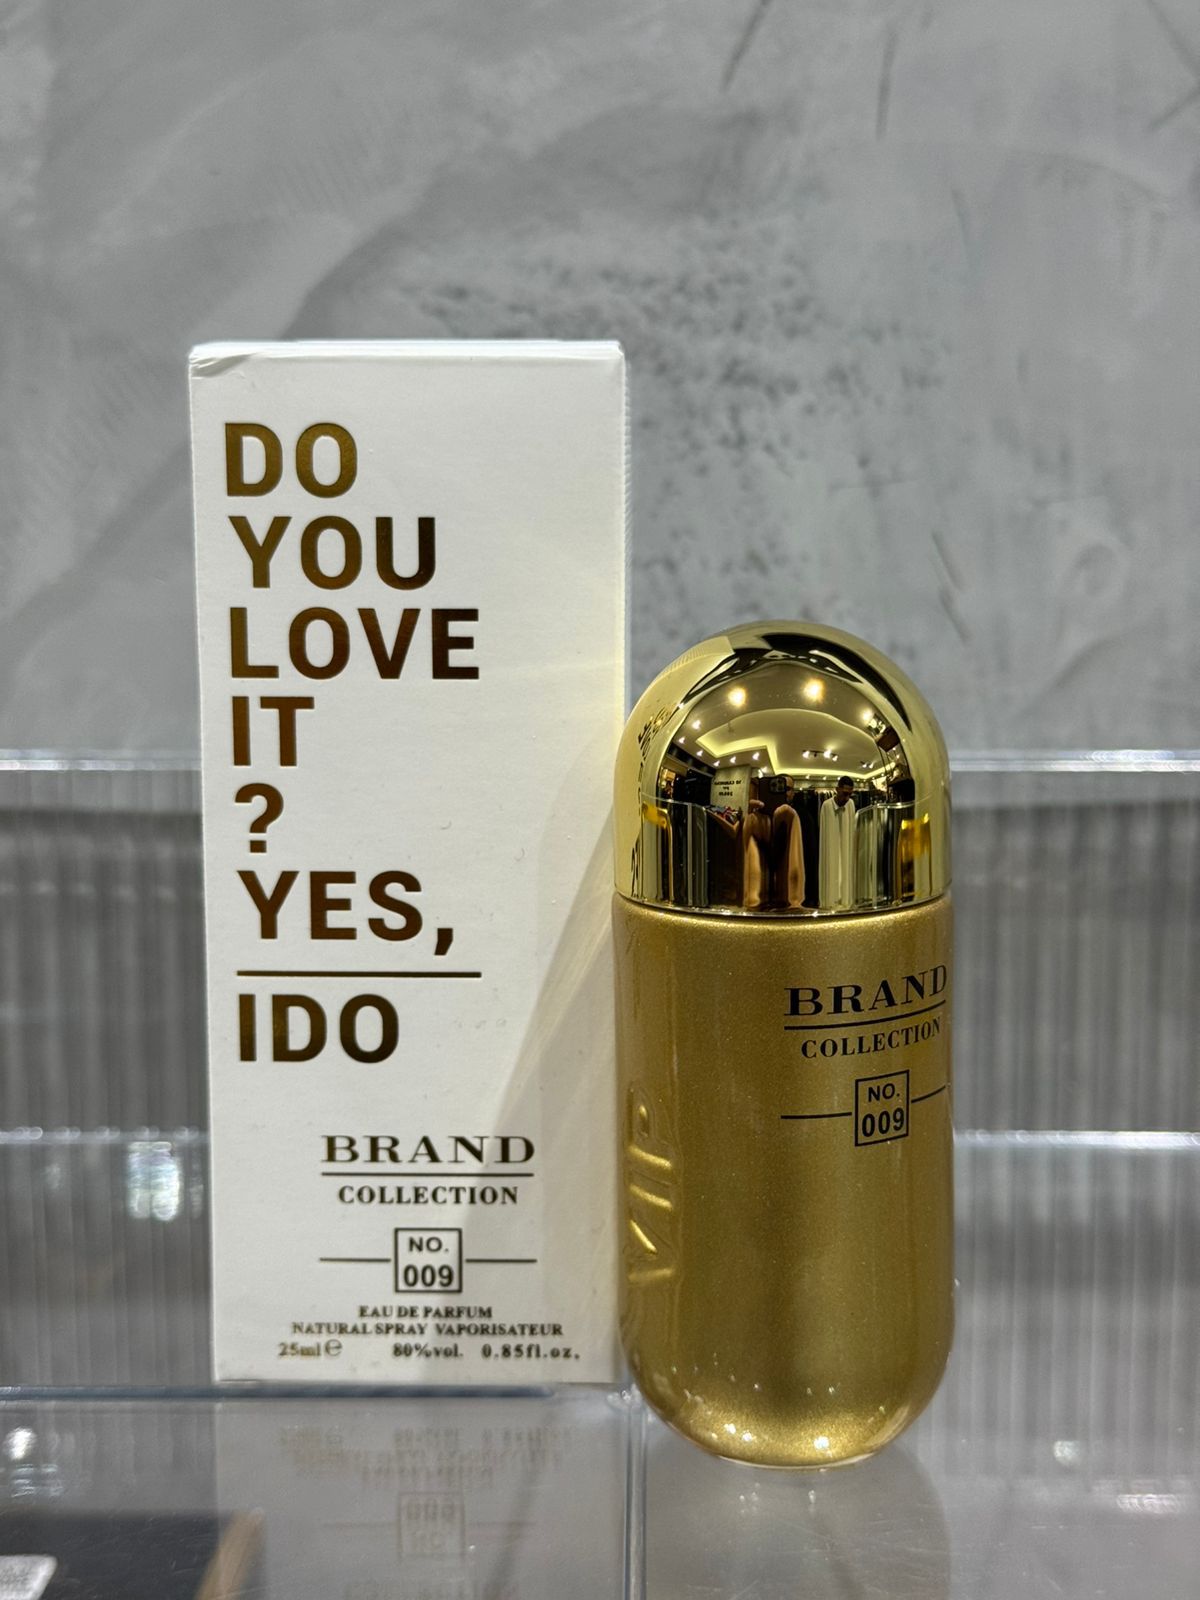 DO
YOU
LOVE
IT
?
YES,
IDO
BRAND
COLLECTION
NO.
009
EAU DE PARFUM
NATURAL SPRAY VAPORISATEUR
25ml℮ 80%vol. 0.85fl.oz.
BRAND
COLLECTION
NO.
009
VIP